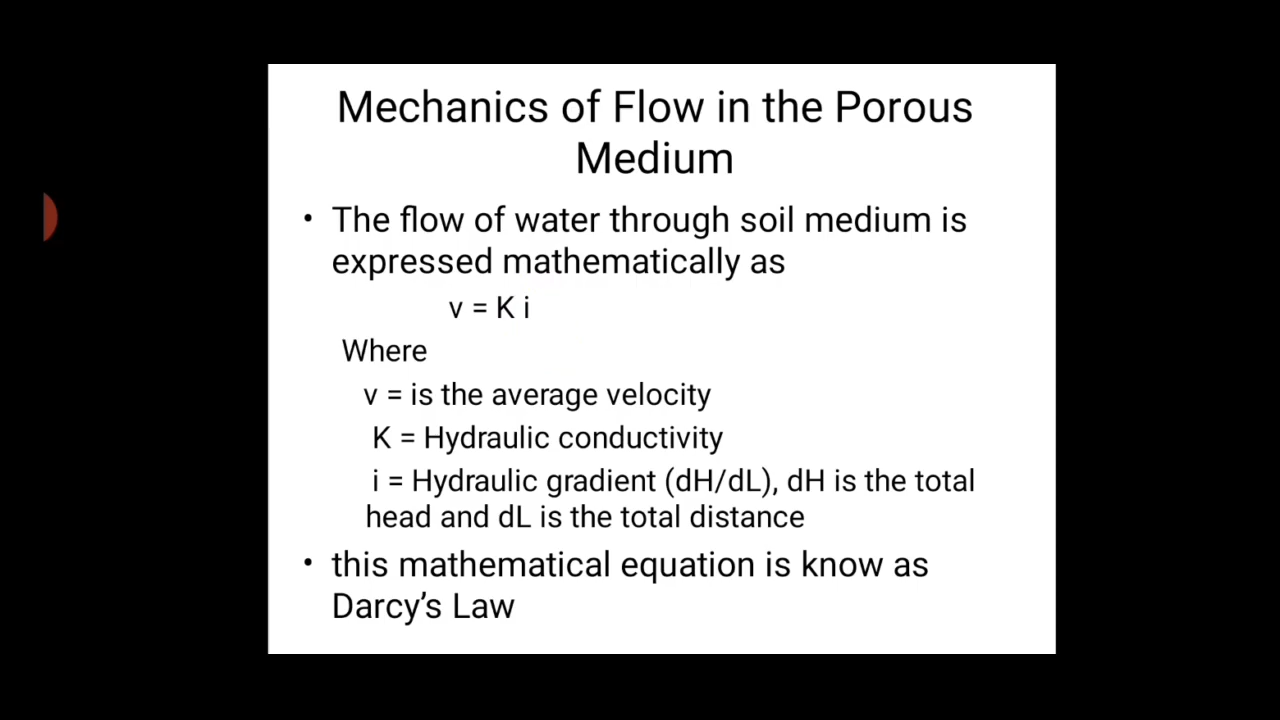 Mechanics of Flow in the Porous
Medium
• The flow of water through soil medium is
expressed mathematically as
v = K i
Where
v = is the average velocity
K = Hydraulic conductivity
i = Hydraulic gradient (dH/dL), dH is the total
head and dL is the total distance
• this mathematical equation is know as
Darcy’s Law